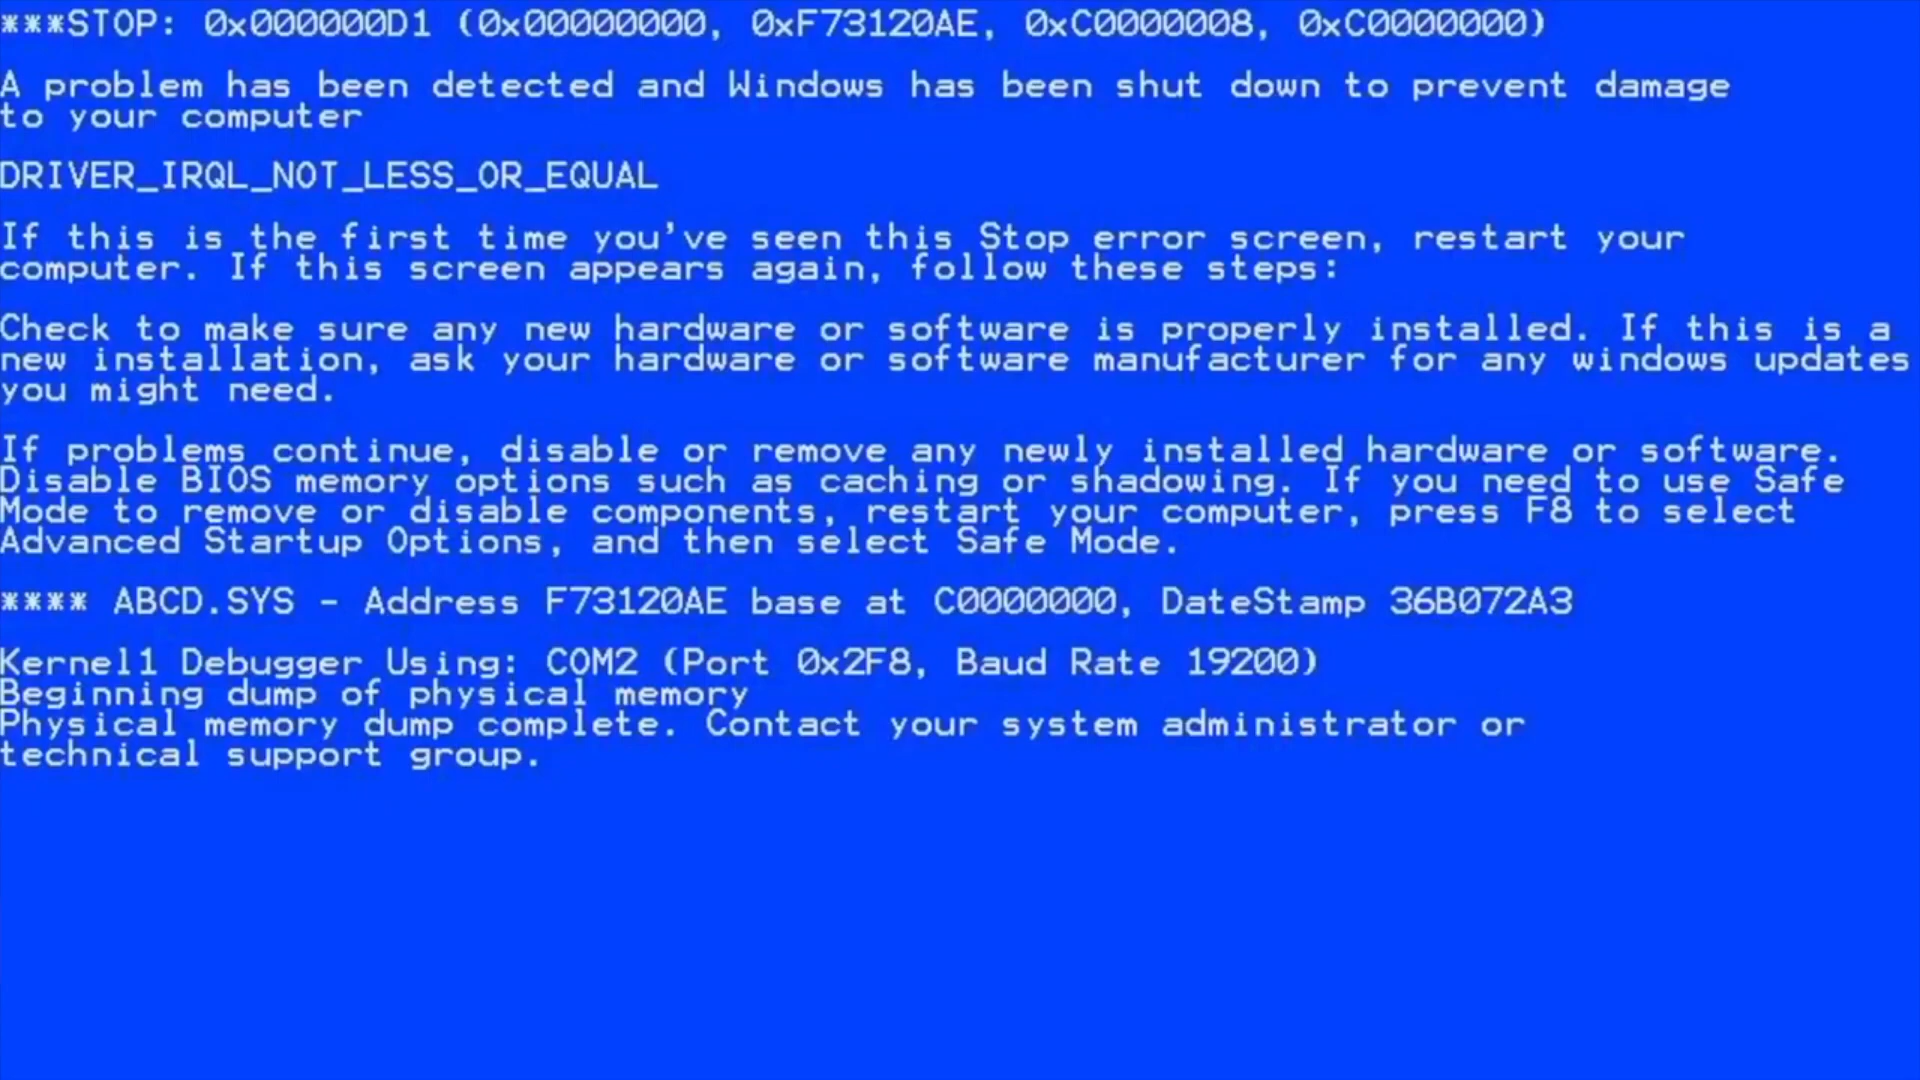 ***STOP: 0x000000D1 (0x00000000, 0xF73120AE, 0xC0000008, 0xC0000000)
A problem has been detected and Windows has been shut down to prevent damage
to your computer
DRIVER_IRQL_NOT_LESS_OR_EQUAL
If this is the first time you've seen this Stop error screen, restart your
computer. If this screen appears again, follow these steps:
Check to make sure any new hardware or software is properly installed. If this is a
new installation, ask your hardware or software manufacturer for any windows updates
you might need.
If problems continue, disable or remove any newly installed hardware or software.
Disable BIOS memory options such as caching or shadowing. If you need to use Safe
Mode to remove or disable components, restart your computer, press F8 to select
Advanced Startup Options, and then select Safe Mode.
**** ABCD.SYS - Address F73120AE base at C0000000, DateStamp 36B072A3
Kernel1 Debugger Using: COM2 (Port 0x2F8, Baud Rate 19200)
Beginning dump of physical memory
Physical memory dump complete. Contact your system administrator or
technical support group.